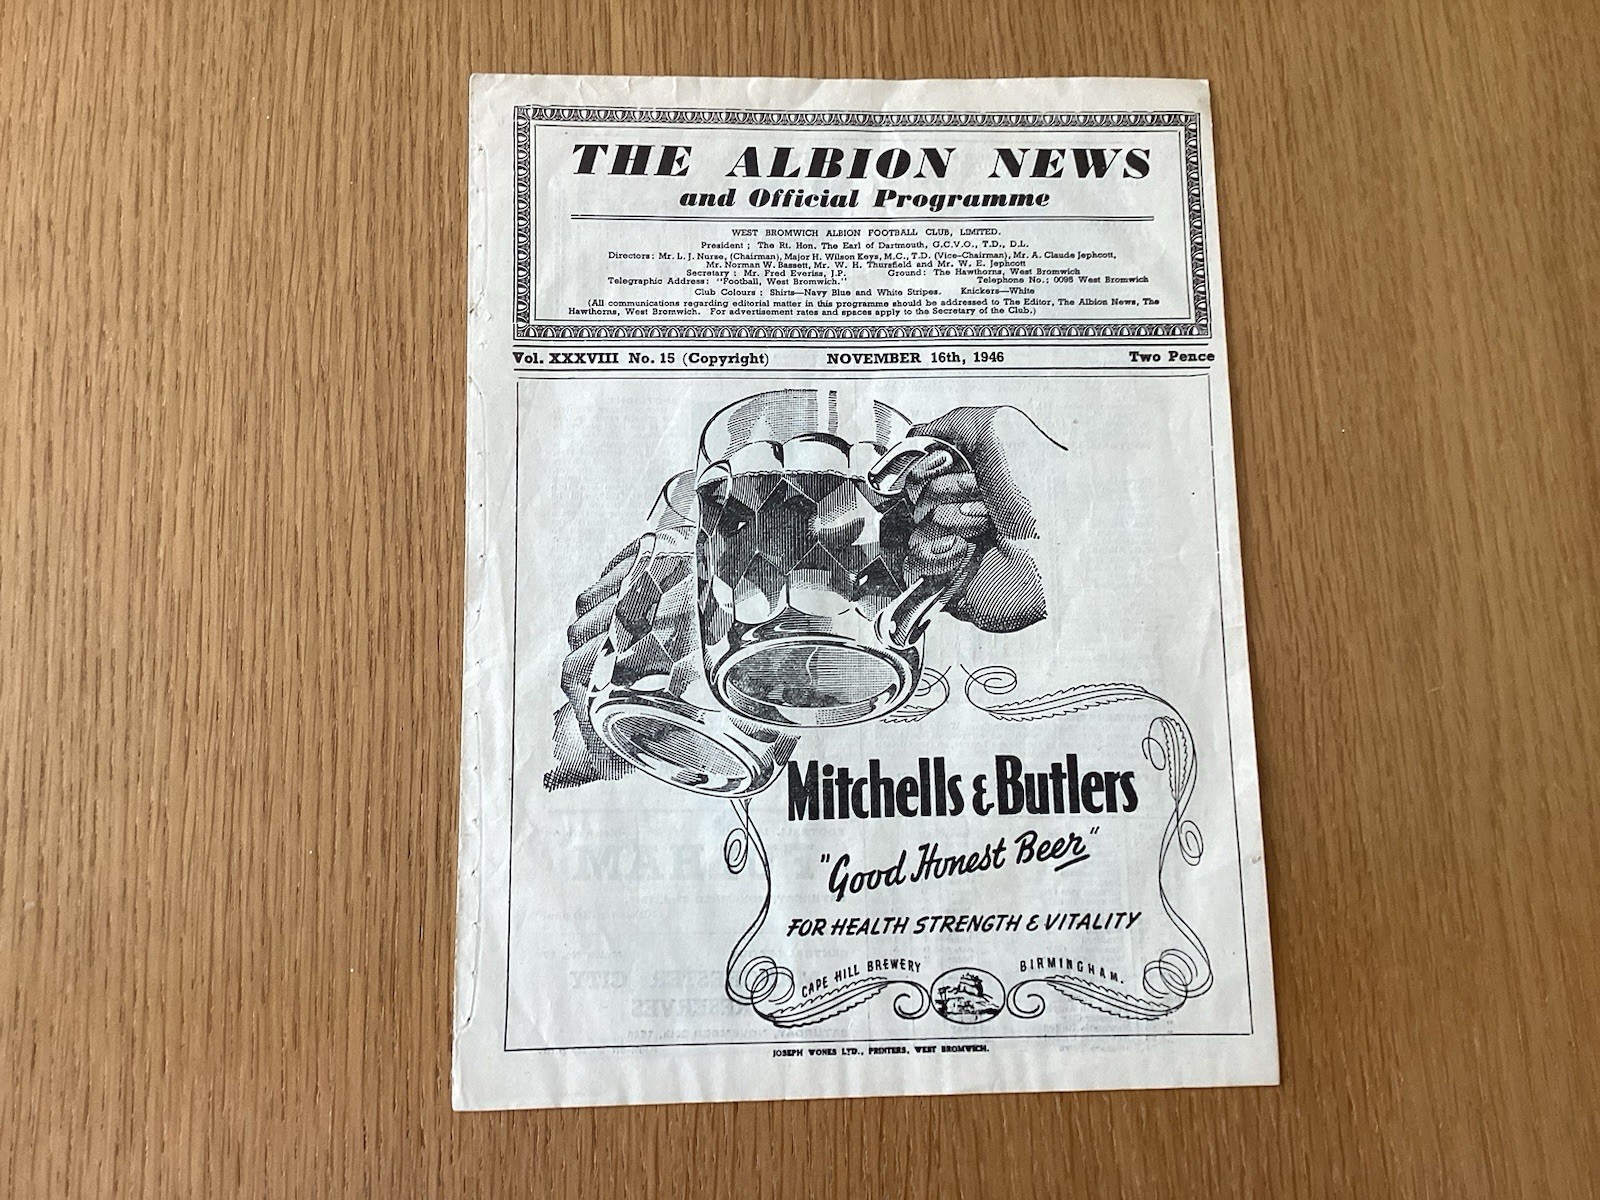 THE ALBION NEWS
and Official Programme
WEST BROMWICH ALBION FOOTBALL CLUB, LIMITED.
President ; The Rt. Hon. The Earl of Dartmouth, G.C.V.O., T.D., D.L.
Directors : Mr. L. J. Nurse, (Chairman), Major H. Wilson Keys, M.C., T.D. (Vice-Chairman), Mr. A. Claude Jephcott,
Mr. Norman W. Bassett, Mr. W. H. Thursfield and Mr. W. E. Jephcott
Secretary : Mr. Fred Everiss, J.P. Ground : The Hawthorns, West Bromwich
Telegraphic Address: "Football, West Bromwich." Telephone No.: 0095 West Bromwich
Club Colours : Shirts—Navy Blue and White Stripes. Knickers—White
(All communications regarding editorial matter in this programme should be addressed to The Editor, The Albion News, The
Hawthorns, West Bromwich. For advertisement rates and spaces apply to the Secretary of the Club.)
Vol. XXXVIII No. 15 (Copyright) NOVEMBER 16th, 1946 Two Pence
Mitchells & Butlers
"Good Honest Beer"
FOR HEALTH STRENGTH & VITALITY
CAPE HILL BREWERY BIRMINGHAM.
JOSEPH WONES LTD., PRINTERS, WEST BROMWICH.